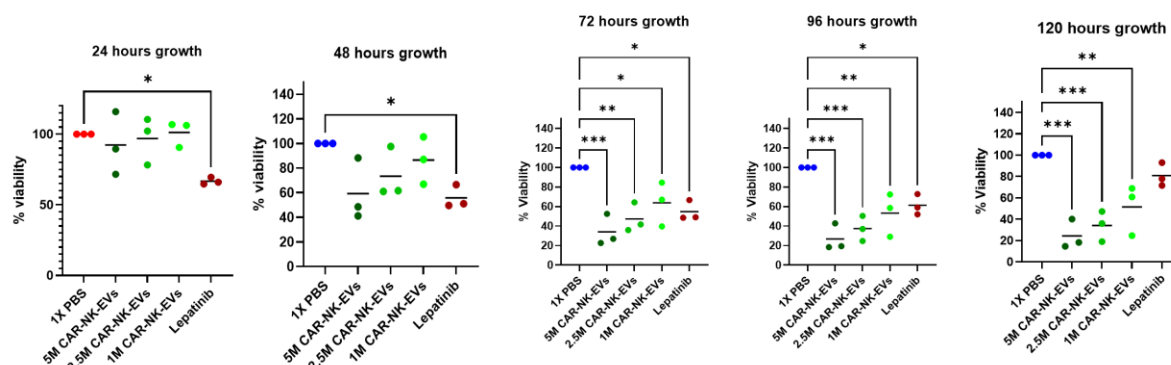 24 hours growth
*
% viability
100
50
0
1X PBS
5M CAR-NK-EVs
2.5M CAR-NK-EVs
1M CAR-NK-EVs
Lepatinib
48 hours growth
*
% viability
140
120
100
80
60
40
20
0
1X PBS
5M CAR-NK-EVs
2.5M CAR-NK-EVs
1M CAR-NK-EVs
Lepatinib
72 hours growth
*
*
**
***
% Viability
140
120
100
80
60
40
20
0
1X PBS
5M CAR-NK-EVs
2.5M CAR-NK-EVs
1M CAR-NK-EVs
Lepatinib
96 hours growth
*
**
***
***
% Viability
140
120
100
80
60
40
20
0
1X PBS
5M CAR-NK-EVs
2.5M CAR-NK-EVs
1M CAR-NK-EVs
Lepatinib
120 hours growth
**
***
***
% Viability
140
120
100
80
60
40
20
0
1X PBS
5M CAR-NK-EVs
2.5M CAR-NK-EVs
1M CAR-NK-EVs
Lepatinib